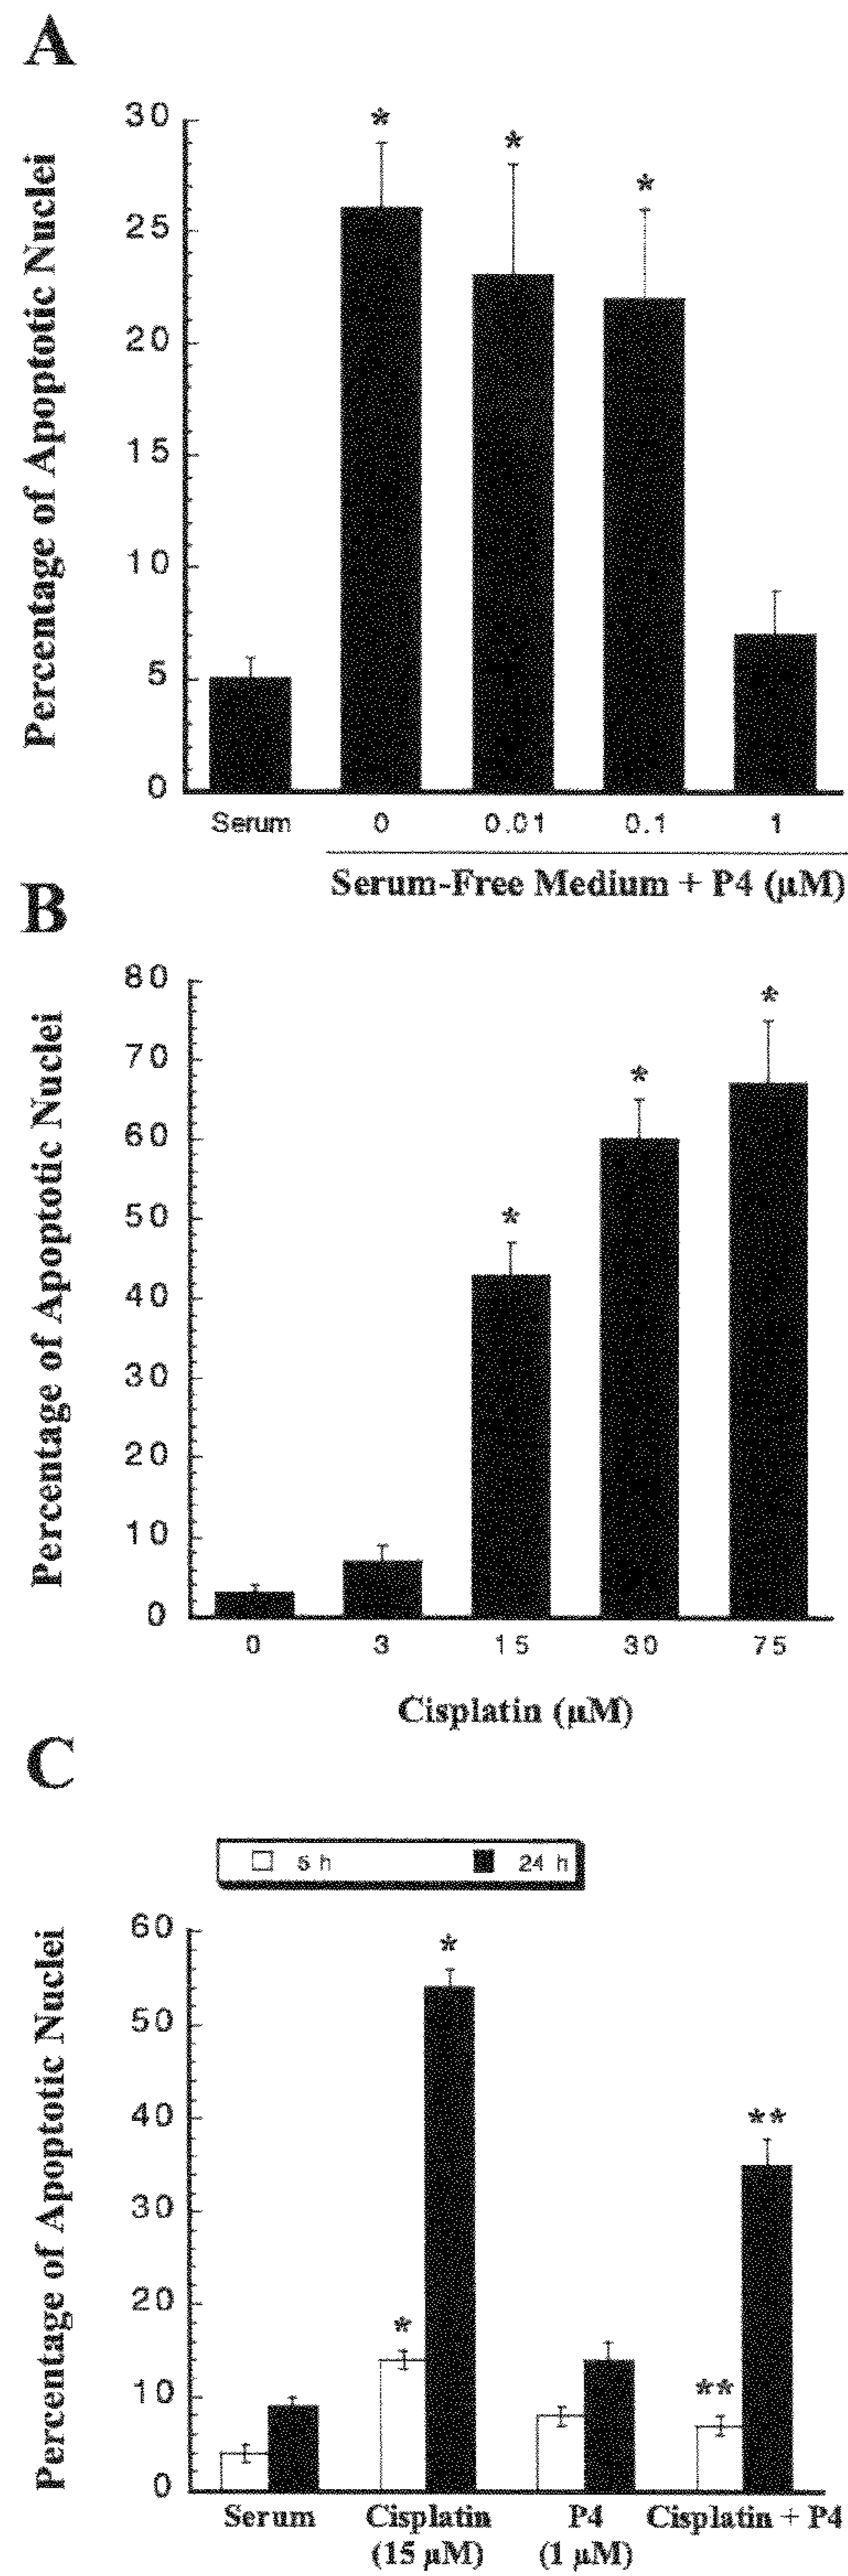 A
Percentage of Apoptotic Nuclei
30
25
20
15
10
5
0
*
*
*
Serum 0 0.01 0.1 1
Serum-Free Medium + P4 (µM)
B
Percentage of Apoptotic Nuclei
80
70
60
50
40
30
20
10
0
*
*
*
0 3 15 30 75
Cisplatin (µM)
C
5 h 24 h
Percentage of Apoptotic Nuclei
60
50
40
30
20
10
0
*
*
**
**
Serum Cisplatin P4 Cisplatin + P4
(15 µM) (1 µM)